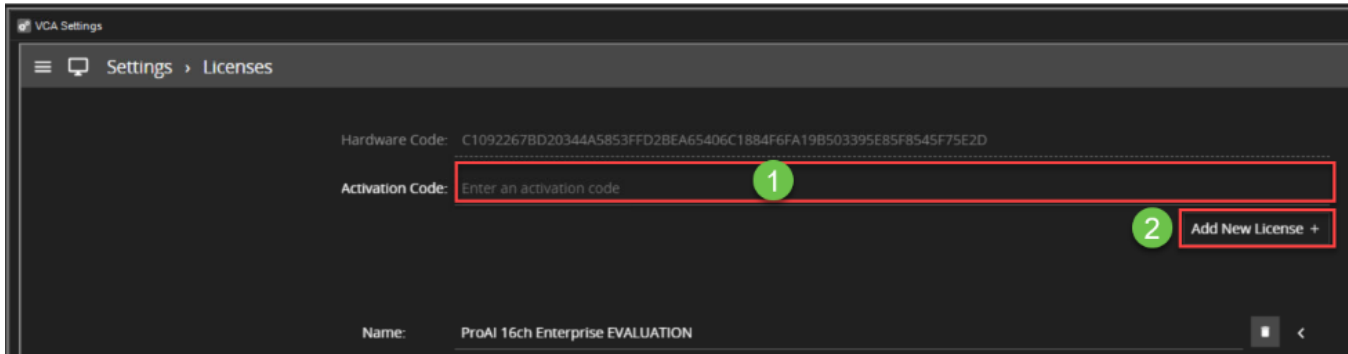 VCA Settings
Settings › Licenses
Hardware Code: C1092267BD20344A5853FFD2BEA65406C1884F6FA19B503395E85F8545F75E2D
Activation Code: Enter an activation code
1
2 Add New License +
Name: ProAI 16ch Enterprise EVALUATION